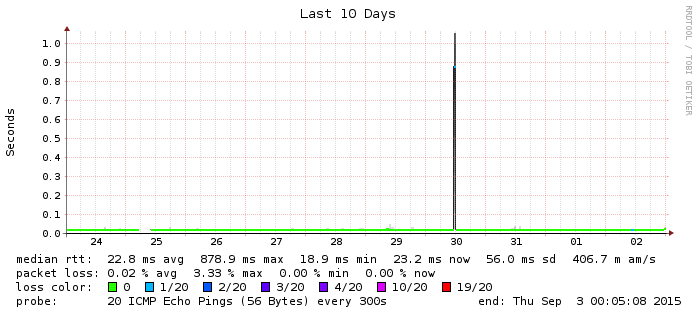 Last 10 Days
RRDTOOL / TOBI OETIKER
Seconds
1.0
0.9
0.8
0.7
0.6
0.5
0.4
0.3
0.2
0.1
0.0
24 25 26 27 28 29 30 31 01 02
median rtt: 22.8 ms avg 878.9 ms max 18.9 ms min 23.2 ms now 56.0 ms sd 406.7 m am/s
packet loss: 0.02 % avg 3.33 % max 0.00 % min 0.00 % now
loss color: 0 1/20 2/20 3/20 4/20 10/20 19/20
probe: 20 ICMP Echo Pings (56 Bytes) every 300s end: Thu Sep 3 00:05:08 2015